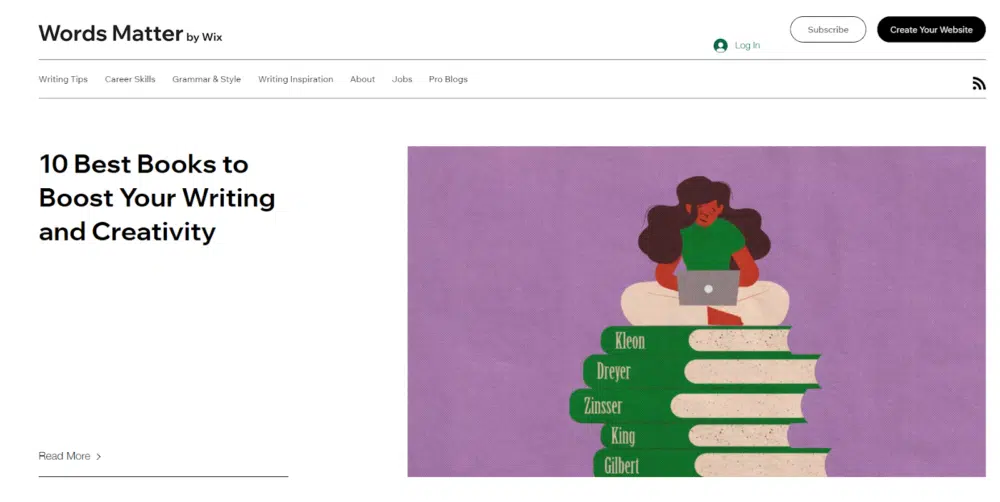 Words Matter by Wix
Subscribe
Create Your Website
Log In
Writing Tips Career Skills Grammar & Style Writing Inspiration About Jobs Pro Blogs
10 Best Books to
Boost Your Writing
and Creativity
Read More >
Kleon
Dreyer
Zinsser
King
Gilbert